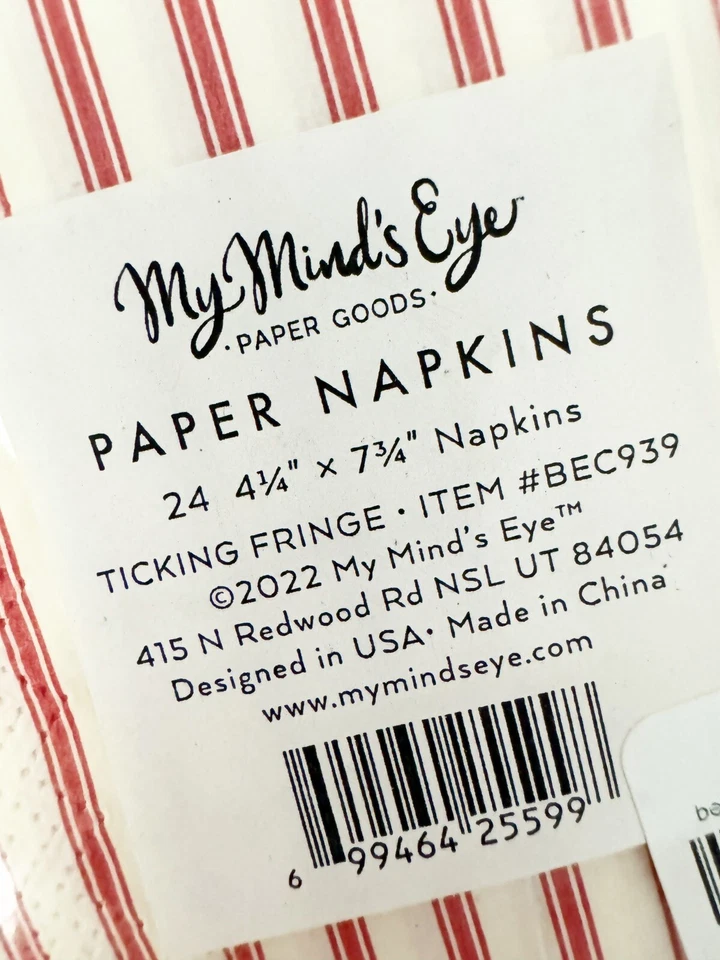 My Mind's Eye™
·PAPER GOODS·
PAPER NAPKINS
24 4¼" x 7¾" Napkins
TICKING FRINGE · ITEM #BEC939
©2022 My Mind's Eye™
415 N Redwood Rd NSL UT 84054
Designed in USA· Made in China
www.mymindseye.com
6 99464 25599
be